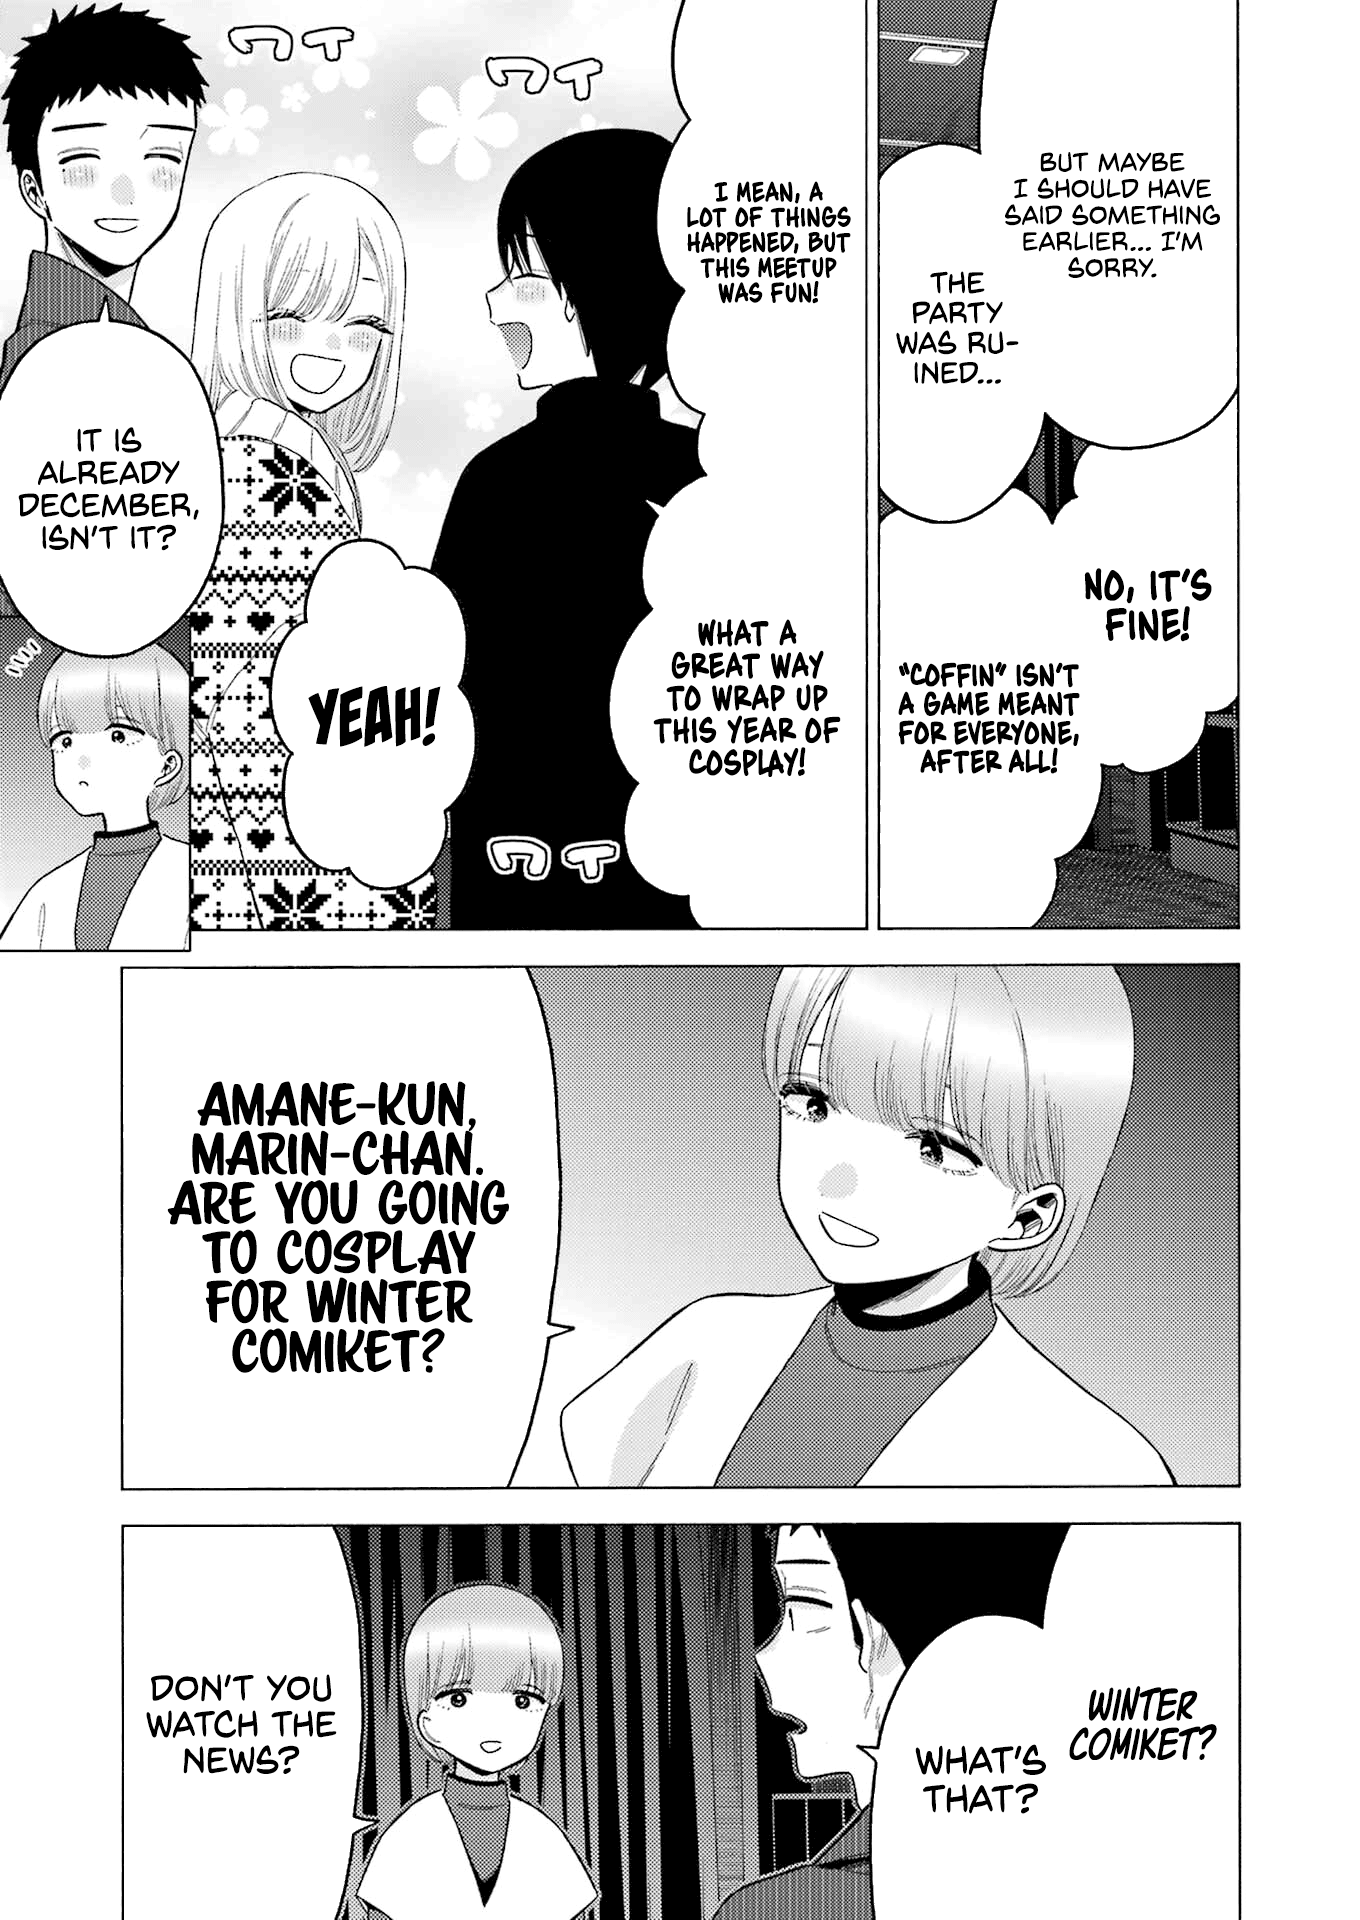 BUT MAYBE
I SHOULD HAVE
SAID SOMETHING
EARLIER... I'M
SORRY.
THE
PARTY
WAS RU-
INED...
NO, IT'S
FINE!
"COFFIN" ISN'T
A GAME MEANT
FOR EVERYONE,
AFTER ALL!
I MEAN, A
LOT OF THINGS
HAPPENED, BUT
THIS MEETUP
WAS FUN!
WHAT A
GREAT WAY
TO WRAP UP
THIS YEAR OF
COSPLAY!
ワイ
ワイ
ワイ
YEAH!
IT IS
ALREADY
DECEMBER,
ISN'T IT?
AMANE-KUN,
MARIN-CHAN.
ARE YOU GOING
TO COSPLAY
FOR WINTER
COMIKET?
WINTER
COMIKET?
WHAT'S
THAT?
DON'T YOU
WATCH THE
NEWS?